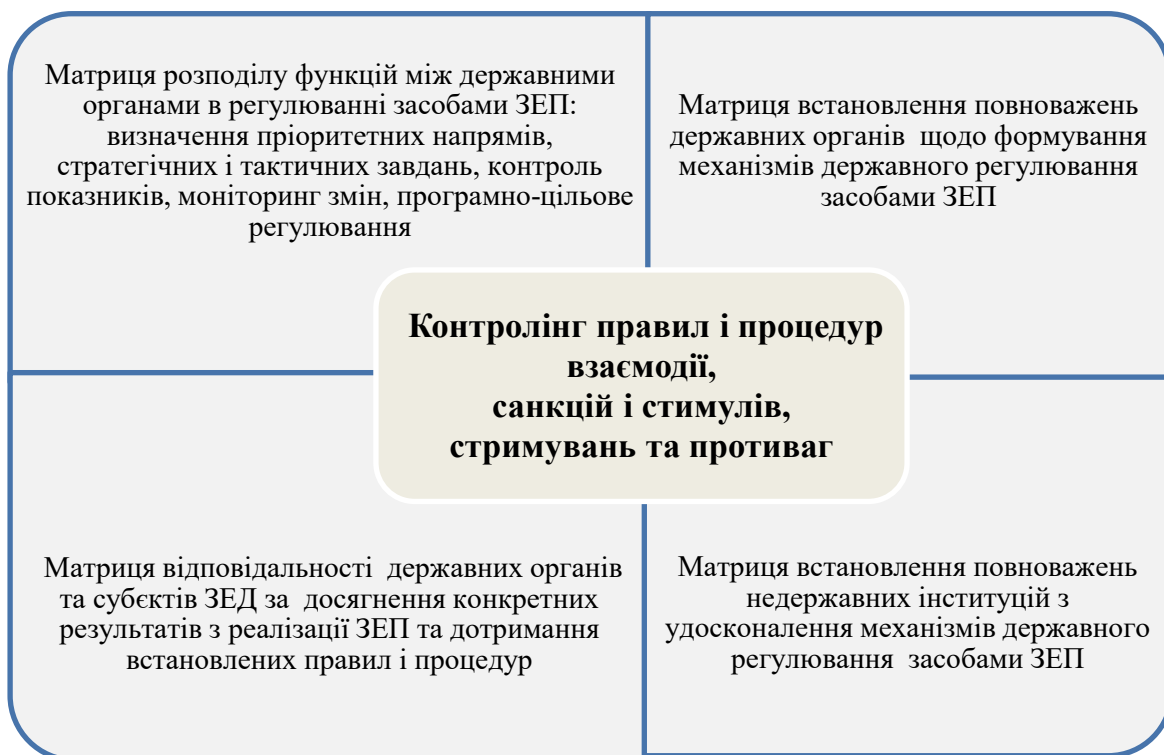 Матриця розподілу функцій між державними
органами в регулюванні засобами ЗЕП:
визначення пріоритетних напрямів,
стратегічних і тактичних завдань, контроль
показників, моніторинг змін, програмно-цільове
регулювання
Матриця встановлення повноважень
державних органів щодо формування
механізмів державного регулювання
засобами ЗЕП
Контролінг правил і процедур
взаємодії,
санкцій і стимулів,
стримувань та противаг
Матриця відповідальності державних органів
та субєктів ЗЕД за досягнення конкретних
результатів з реалізації ЗЕП та дотримання
встановлених правил і процедур
Матриця встановлення повноважень
недержавних інституцій з
удосконалення механізмів державного
регулювання засобами ЗЕП